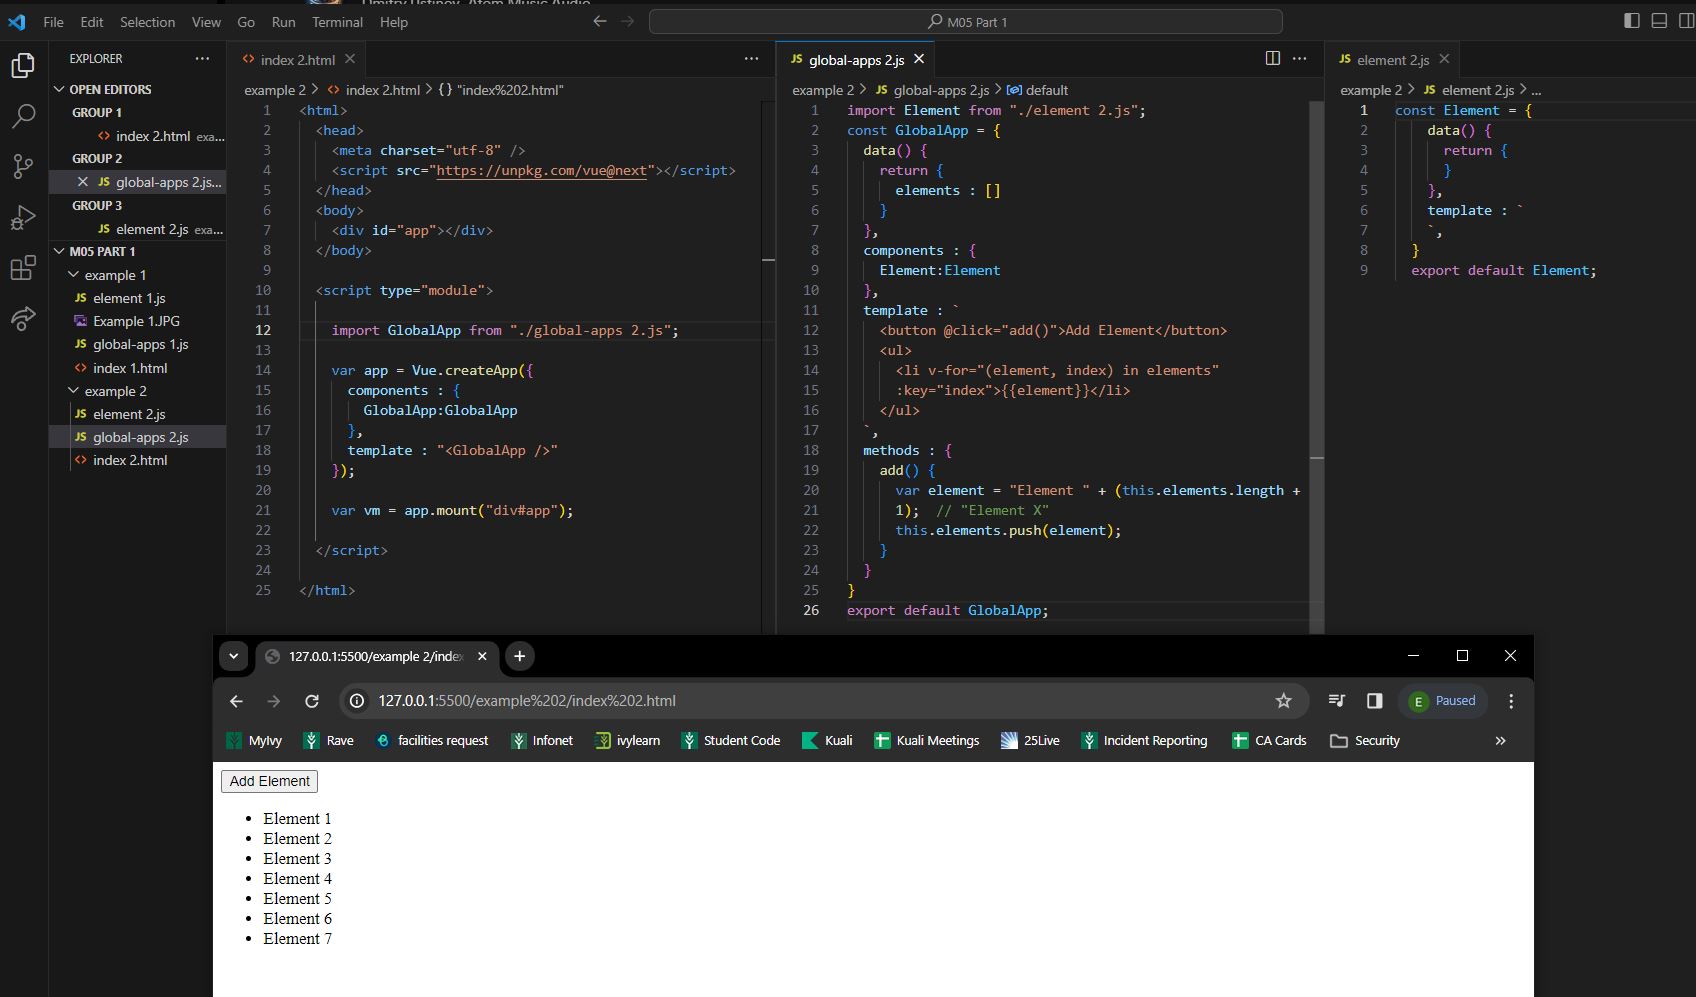 Dmitry Ustinov, Atom Music Audio
File Edit Selection View Go Run Terminal Help
M05 Part 1
EXPLORER
OPEN EDITORS
GROUP 1
index 2.html exa...
GROUP 2
JS global-apps 2.js...
GROUP 3
JS element 2.js exa...
M05 PART 1
example 1
JS element 1.js
Example 1.JPG
JS global-apps 1.js
<> index 1.html
example 2
JS element 2.js
JS global-apps 2.js
<> index 2.html
<> index 2.html
example 2 > <> index 2.html > {} "index%202.html"
1 <html>
2 <head>
3 <meta charset="utf-8" />
4 <script src="https://unpkg.com/vue@next"></script>
5 </head>
6 <body>
7 <div id="app"></div>
8 </body>
9
10 <script type="module">
11
12 import GlobalApp from "./global-apps 2.js";
13
14 var app = Vue.createApp({
15 components : {
16 GlobalApp:GlobalApp
17 },
18 template : "<GlobalApp />"
19 });
20
21 var vm = app.mount("div#app");
22
23 </script>
24
25 </html>
JS global-apps 2.js
example 2 > JS global-apps 2.js > default
1 import Element from "./element 2.js";
2 const GlobalApp = {
3 data() {
4 return {
5 elements : []
6 }
7 },
8 components : {
9 Element:Element
10 },
11 template : `
12 <button @click="add()">Add Element</button>
13 <ul>
14 <li v-for="(element, index) in elements"
15 :key="index">{{element}}</li>
16 </ul>
17 `,
18 methods : {
19 add() {
20 var element = "Element " + (this.elements.length +
21 1); // "Element X"
22 this.elements.push(element);
23 }
24 }
25 }
26 export default GlobalApp;
JS element 2.js
example 2 > JS element 2.js > ...
1 const Element = {
2 data() {
3 return {
4 }
5 },
6 template : `
7 `,
8 }
9 export default Element;
127.0.0.1:5500/example 2/inde
127.0.0.1:5500/example%202/index%202.html
E Paused
MyIvy Rave facilities request Infonet ivylearn Student Code Kuali Kuali Meetings 25Live Incident Reporting CA Cards Security »
Add Element
• Element 1
• Element 2
• Element 3
• Element 4
• Element 5
• Element 6
• Element 7